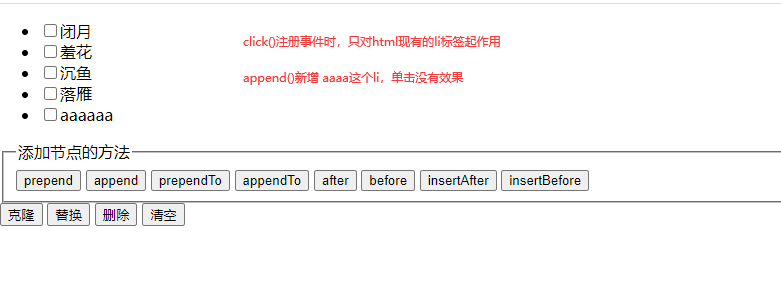 闭月
羞花
沉鱼
落雁
aaaaaa
click()注册事件时，只对html现有的li标签起作用
append()新增 aaaa这个li，单击没有效果
添加节点的方法
prepend append prependTo appendTo after before insertAfter insertBefore
克隆 替换 删除 清空